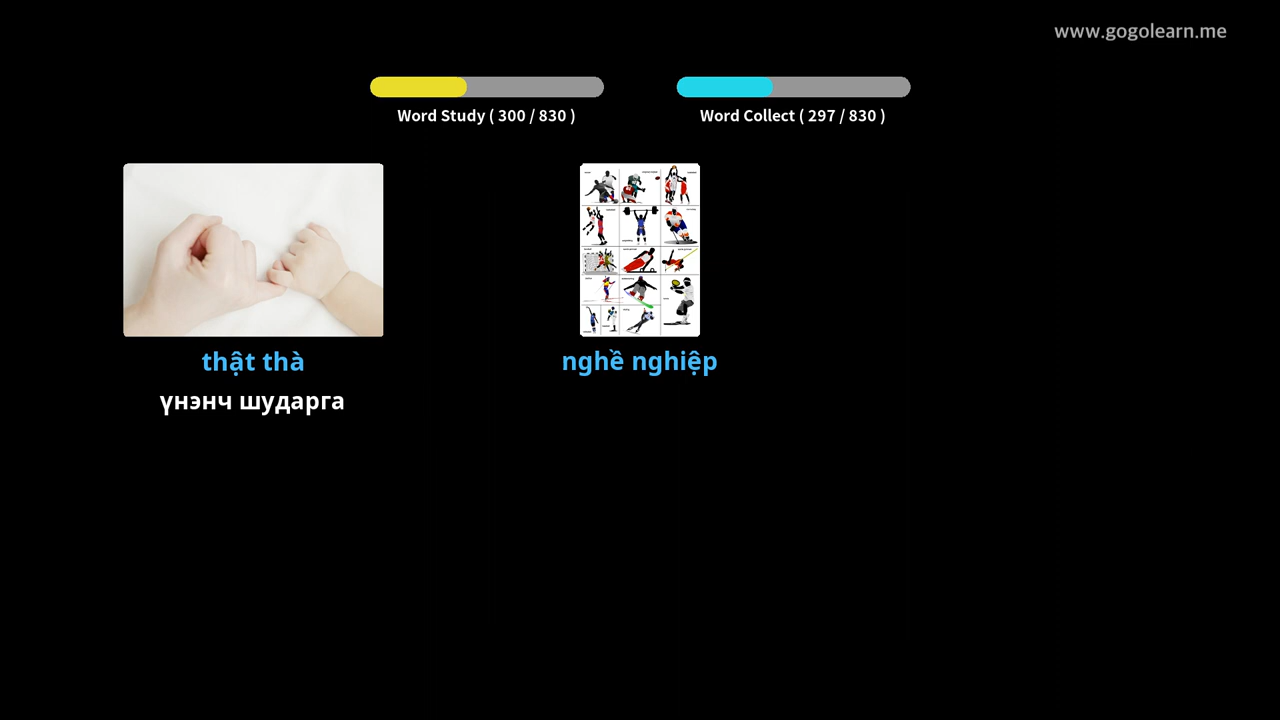 www.gogolearn.me
Word Study ( 300 / 830 )
Word Collect ( 297 / 830 )
thật thà
үнэнч шударга
nghề nghiệp